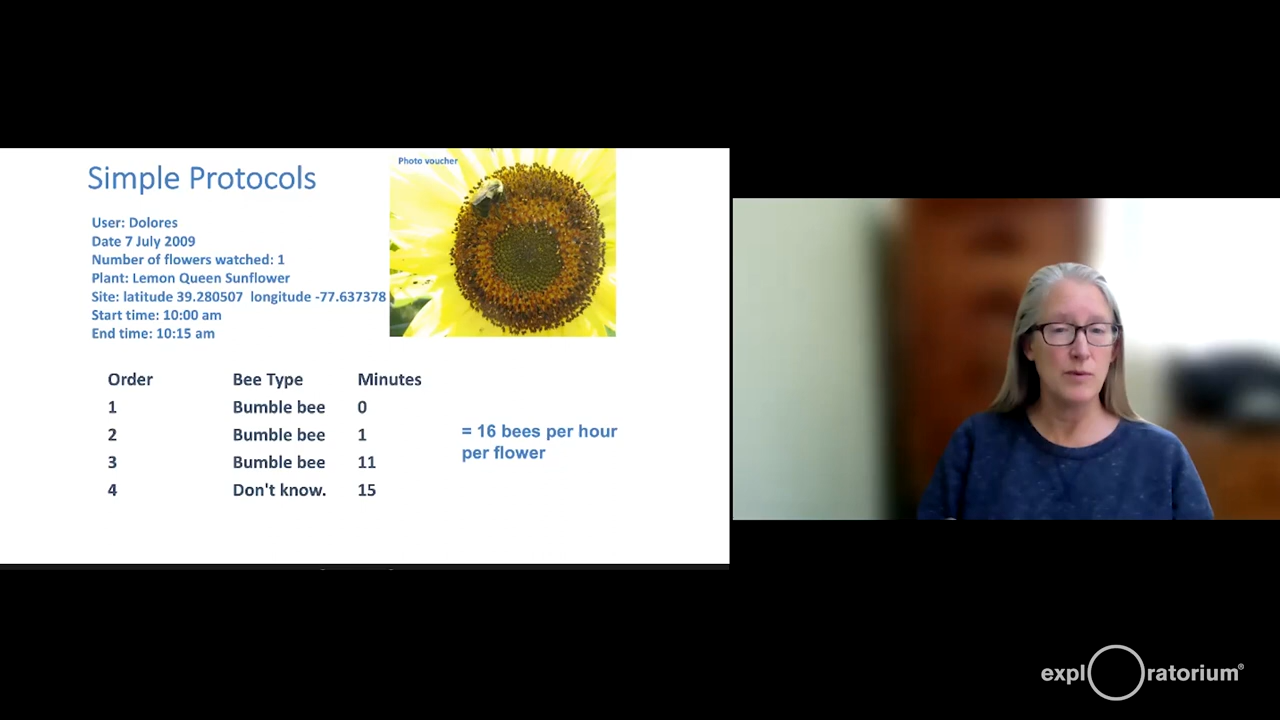 Simple Protocols
Photo voucher
User: Dolores
Date 7 July 2009
Number of flowers watched: 1
Plant: Lemon Queen Sunflower
Site: latitude 39.280507 longitude -77.637378
Start time: 10:00 am
End time: 10:15 am
Order Bee Type Minutes
1 Bumble bee 0
2 Bumble bee 1
3 Bumble bee 11
4 Don't know. 15
= 16 bees per hour
per flower
expl ratorium®